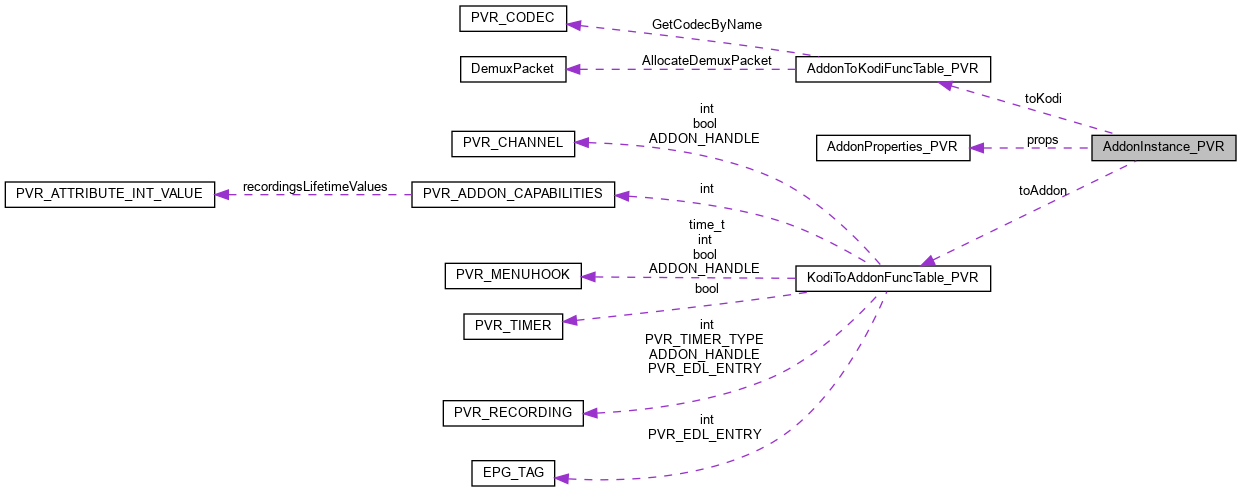 PVR_CODEC
GetCodecByName
DemuxPacket
AllocateDemuxPacket
AddonToKodiFuncTable_PVR
toKodi
int
bool
ADDON_HANDLE
PVR_CHANNEL
AddonProperties_PVR
props
AddonInstance_PVR
PVR_ATTRIBUTE_INT_VALUE
recordingsLifetimeValues
PVR_ADDON_CAPABILITIES
int
toAddon
time_t
int
bool
ADDON_HANDLE
PVR_MENUHOOK
KodiToAddonFuncTable_PVR
bool
PVR_TIMER
int
PVR_TIMER_TYPE
ADDON_HANDLE
PVR_EDL_ENTRY
PVR_RECORDING
int
PVR_EDL_ENTRY
EPG_TAG